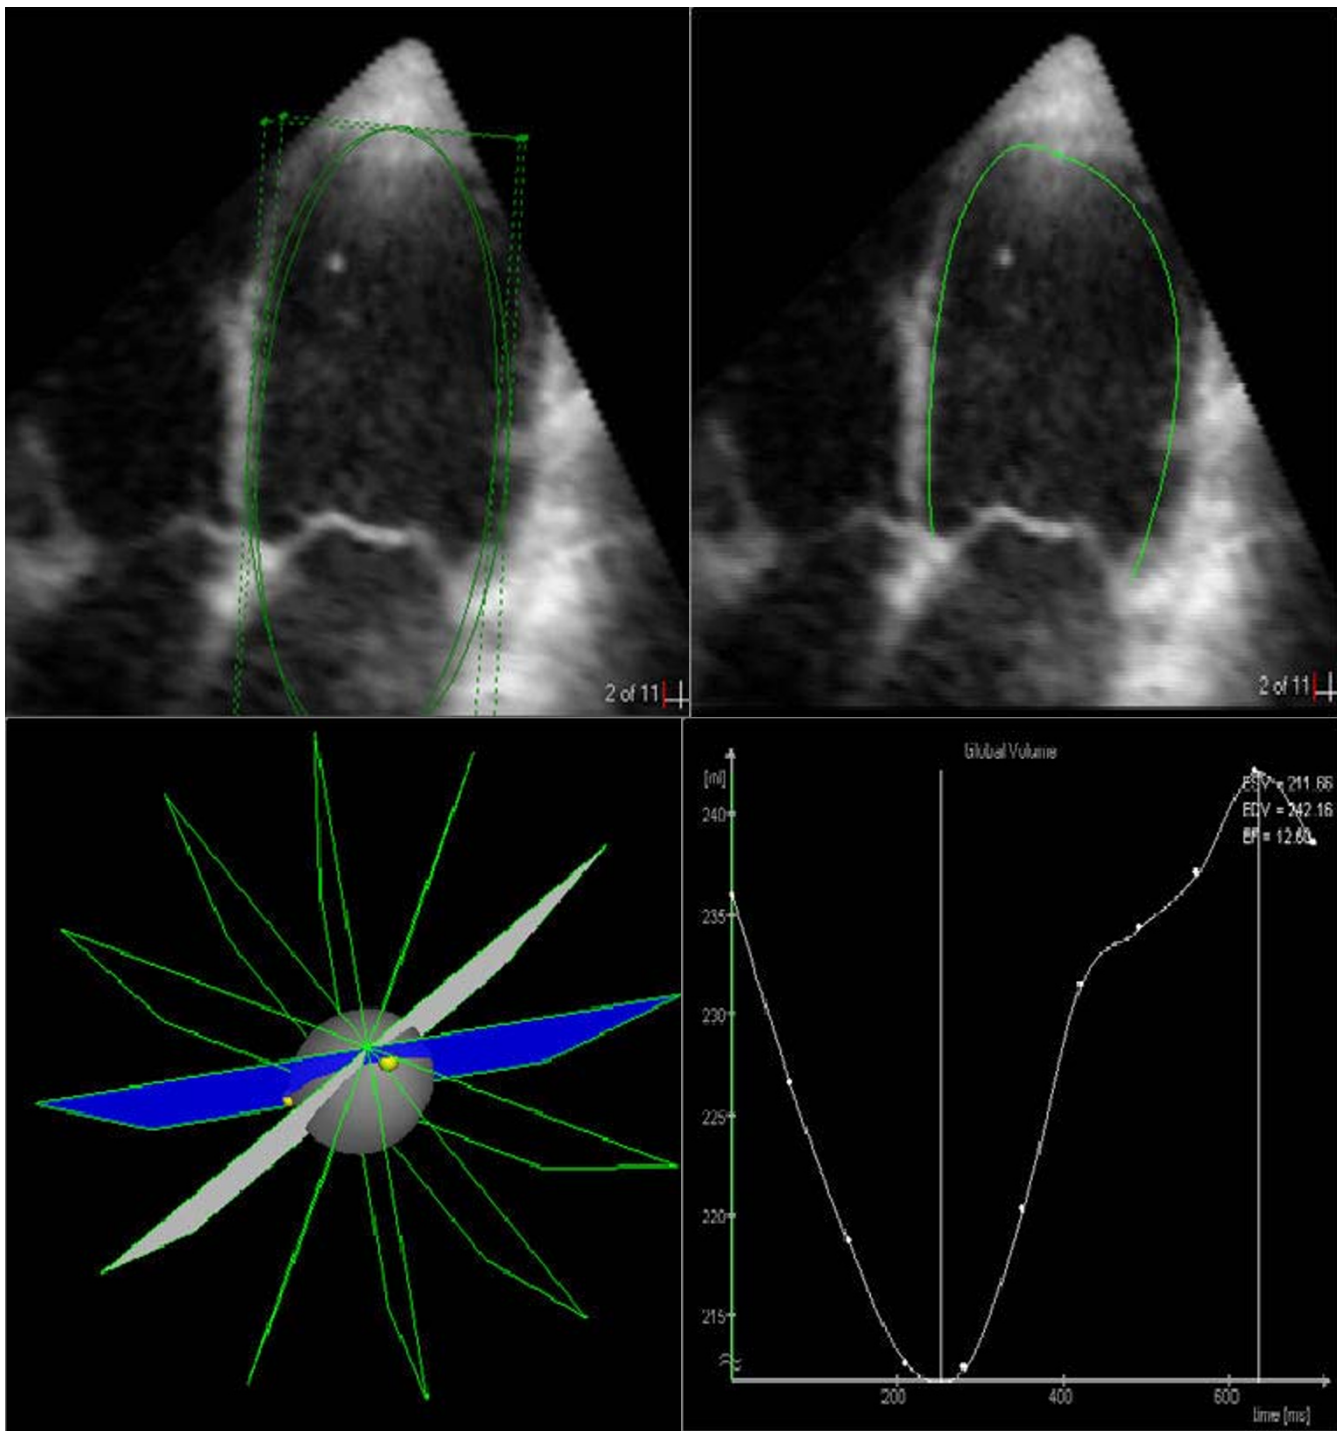 2 of 11
2 of 11
Global Volume
[ml]
ESV = 211.66
EDV = 242.16
EF = 12.60
240
235
230
225
220
215
200
400
600
time [ms]